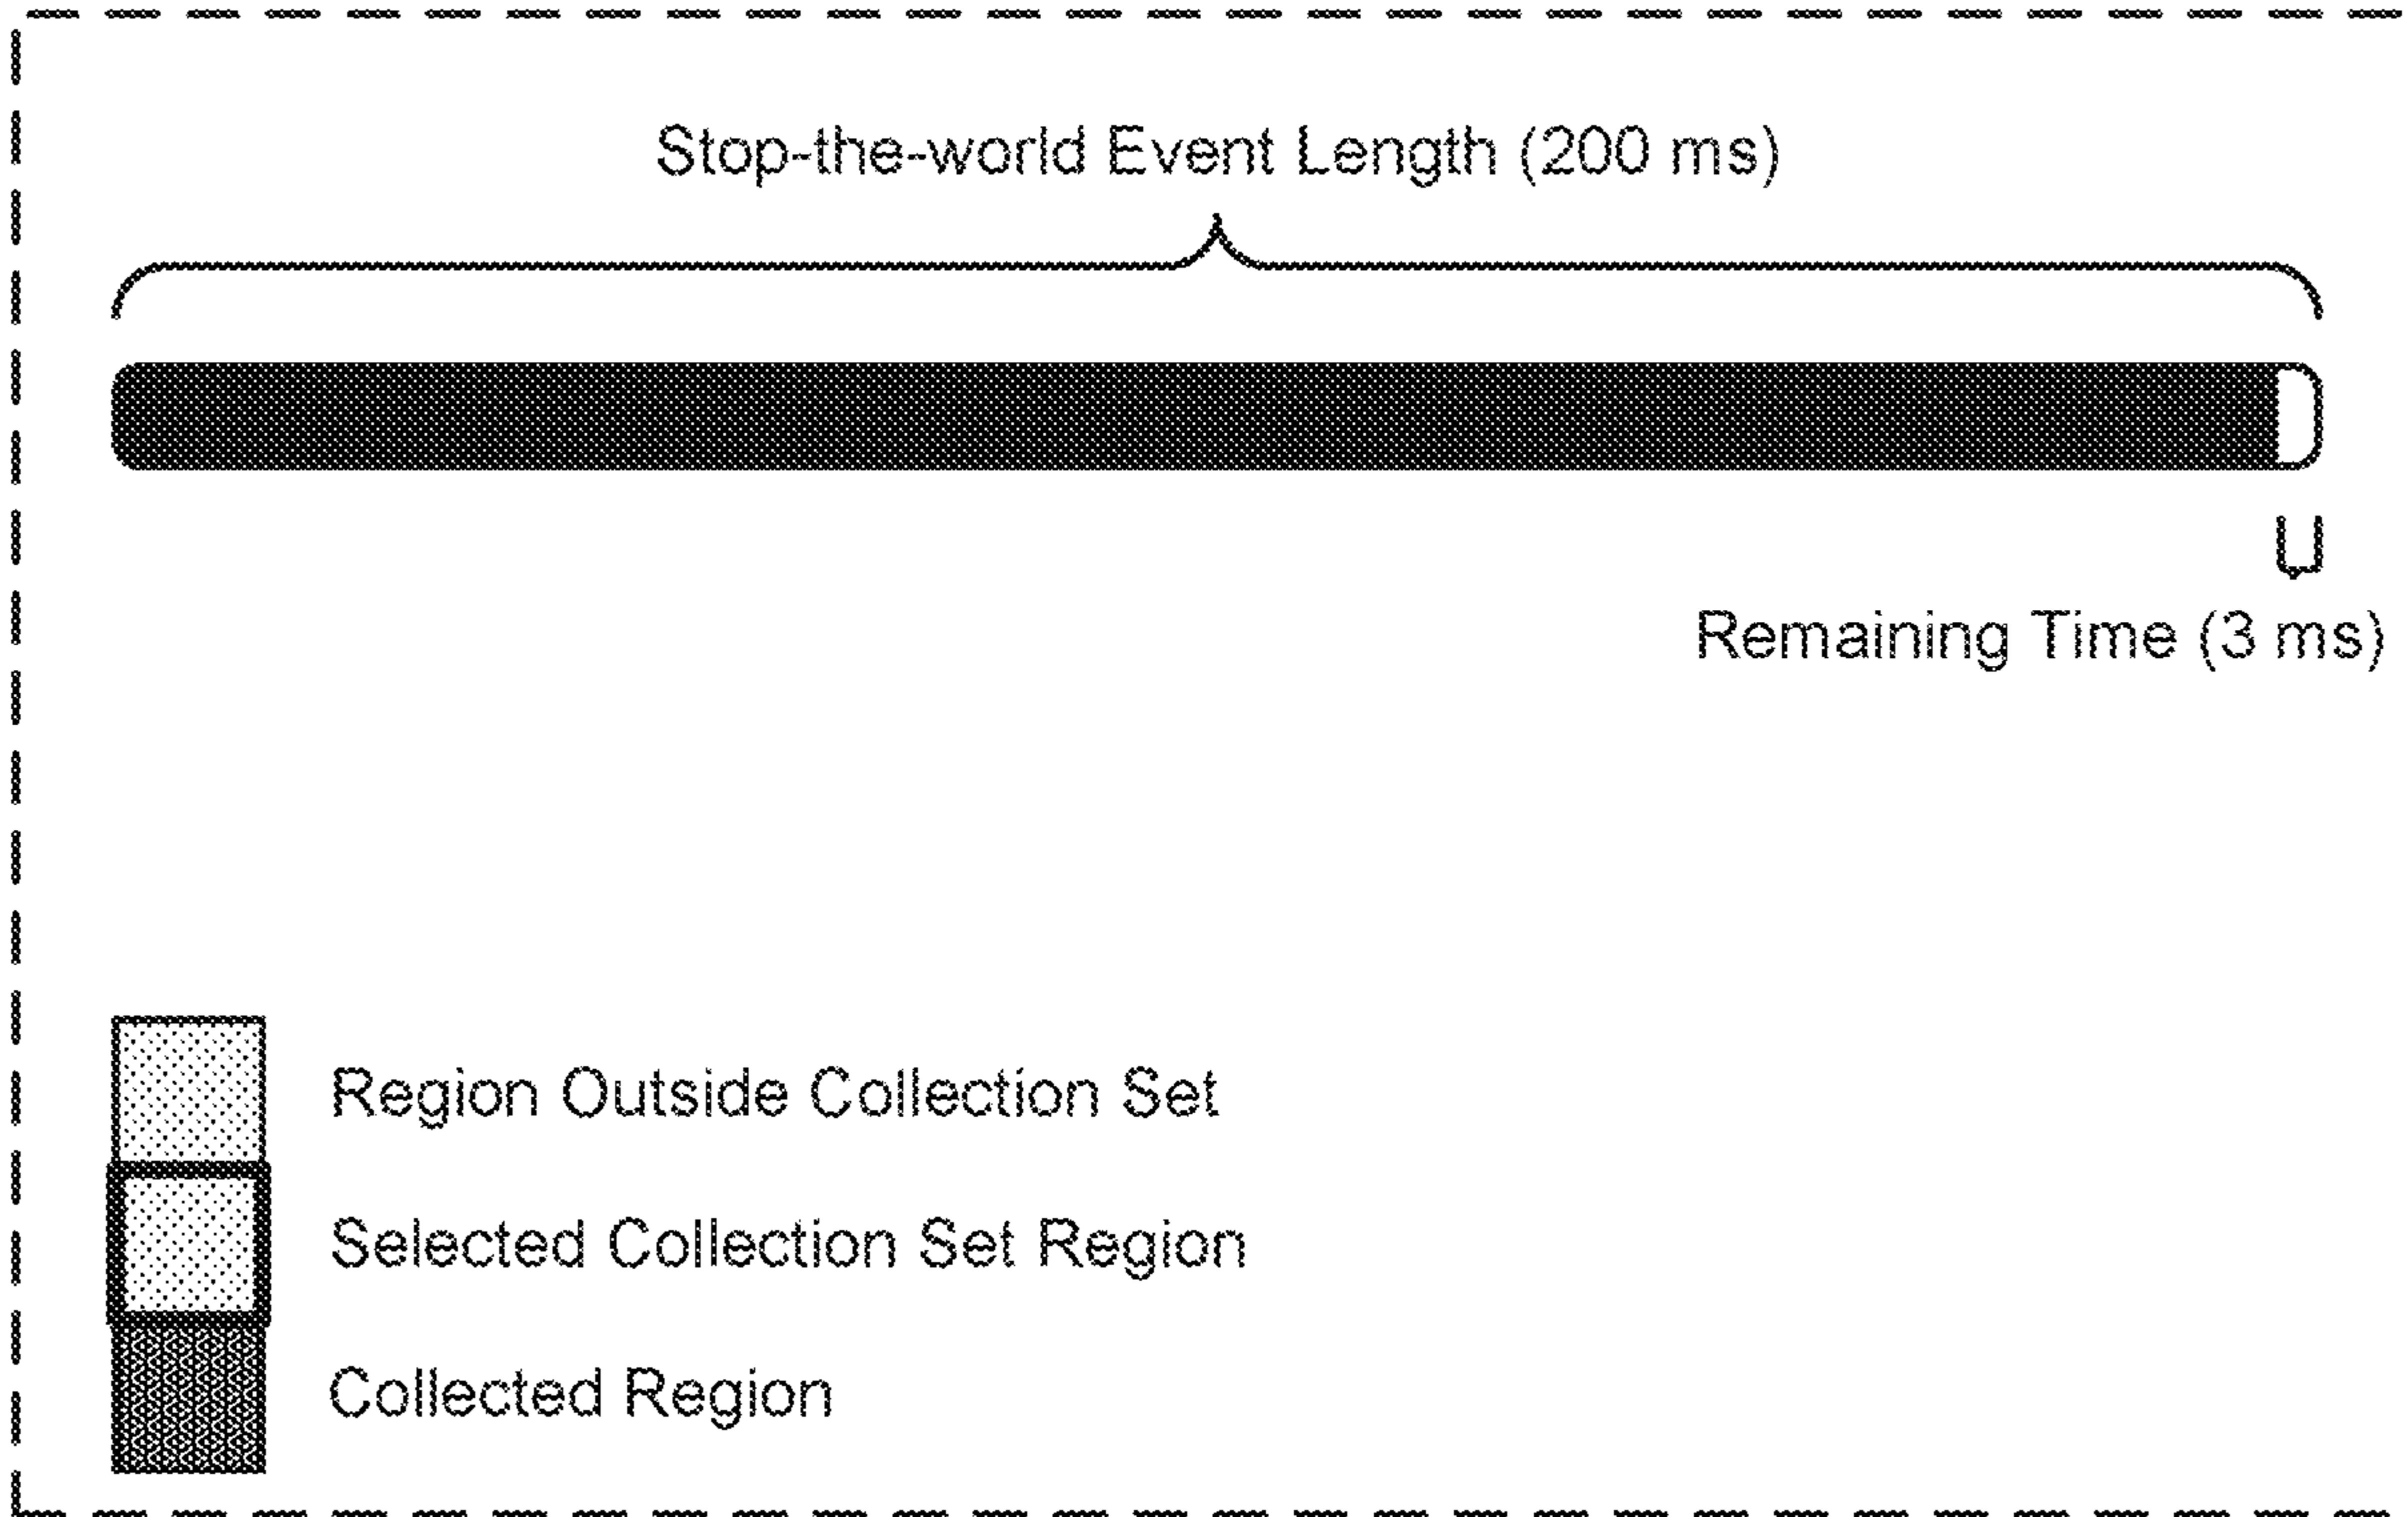 Stop-the-world Event Length (200 ms)
Remaining Time (3 ms)
Region Outside Collection Set
Selected Collection Set Region
Collected Region